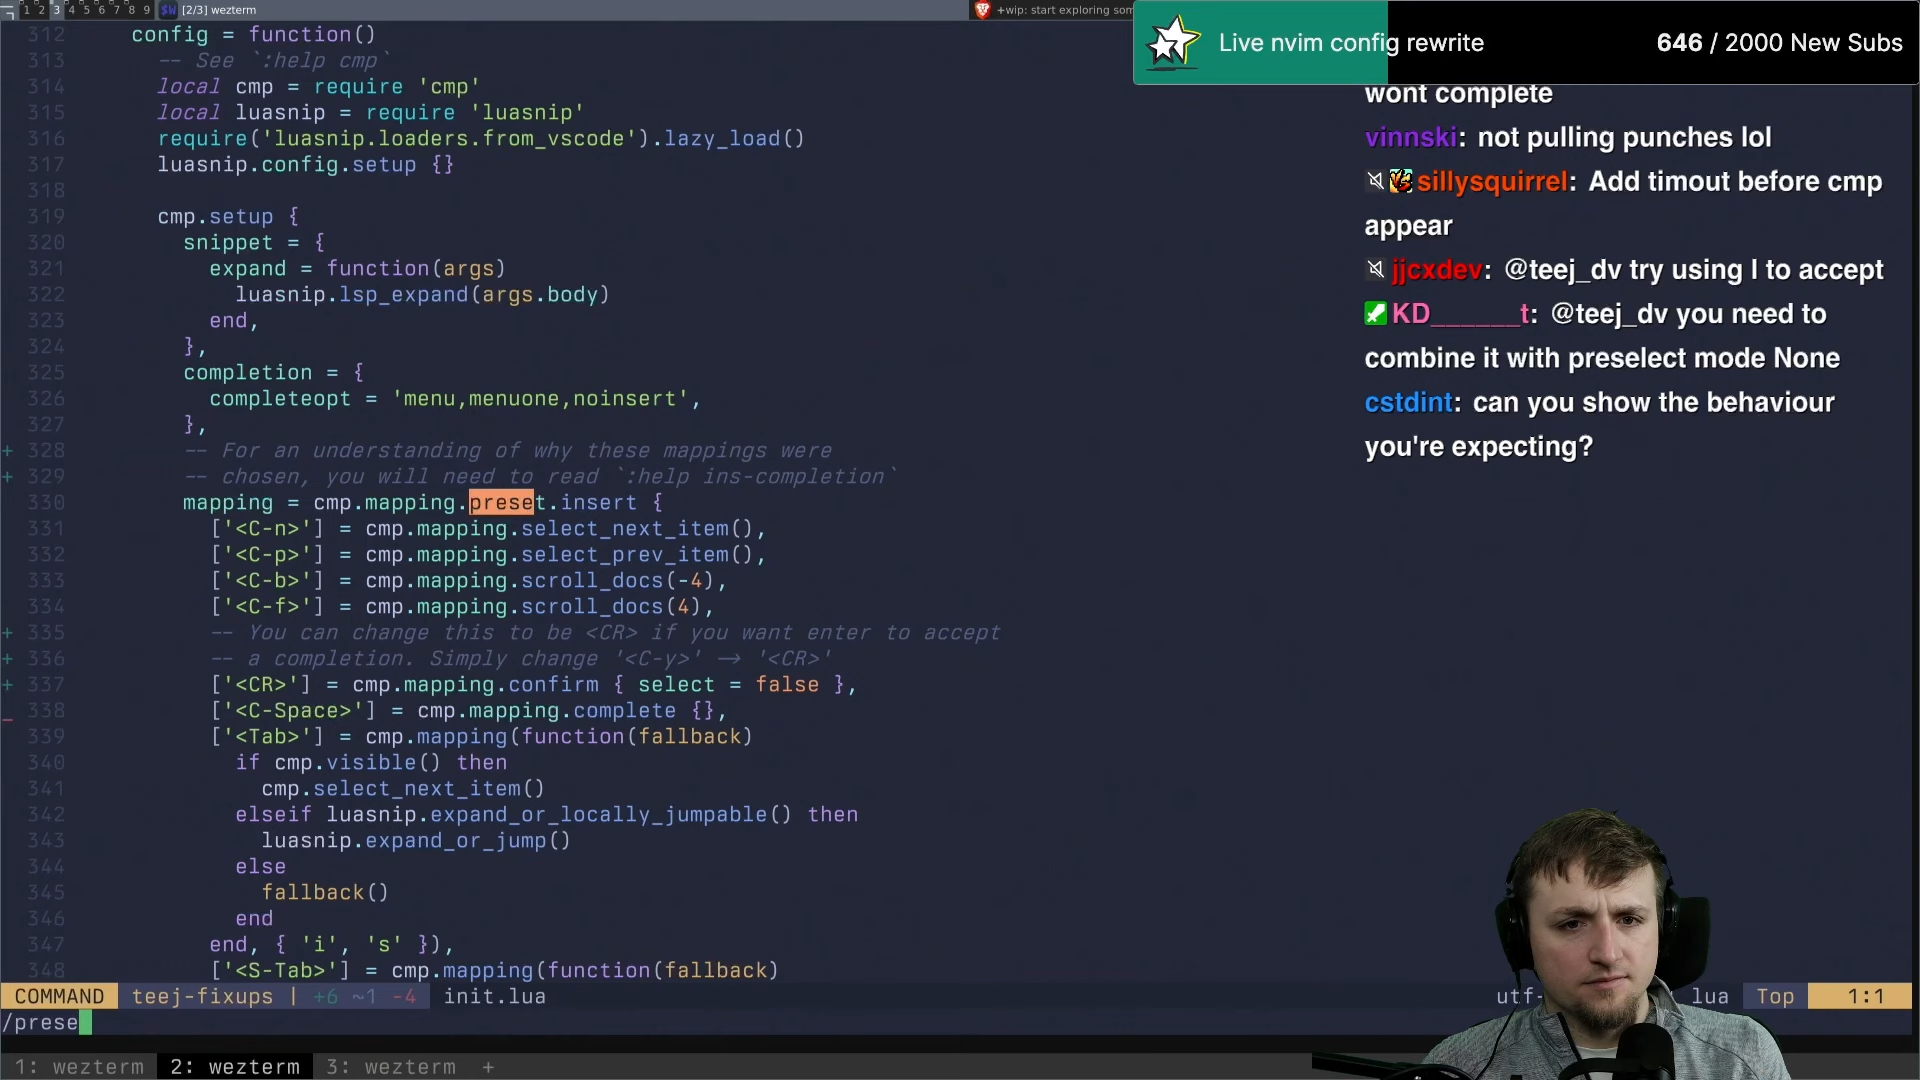 1 2 3 4 5 6 7 8 9 [2/3] wezterm
+wip: start exploring som
Live nvim config rewrite 646 / 2000 New Subs
312 config = function()
313 -- See `:help cmp`
314 local cmp = require 'cmp'
315 local luasnip = require 'luasnip'
316 require('luasnip.loaders.from_vscode').lazy_load()
317 luasnip.config.setup {}
318
319 cmp.setup {
320 snippet = {
321 expand = function(args)
322 luasnip.lsp_expand(args.body)
323 end,
324 },
325 completion = {
326 completeopt = 'menu,menuone,noinsert',
327 },
+ 328 -- For an understanding of why these mappings were
+ 329 -- chosen, you will need to read `:help ins-completion`
330 mapping = cmp.mapping.preset.insert {
331 ['<C-n>'] = cmp.mapping.select_next_item(),
332 ['<C-p>'] = cmp.mapping.select_prev_item(),
333 ['<C-b>'] = cmp.mapping.scroll_docs(-4),
334 ['<C-f>'] = cmp.mapping.scroll_docs(4),
+ 335 -- You can change this to be <CR> if you want enter to accept
+ 336 -- a completion. Simply change '<C-y>' -> '<CR>'
+ 337 ['<CR>'] = cmp.mapping.confirm { select = false },
_ 338 ['<C-Space>'] = cmp.mapping.complete {},
339 ['<Tab>'] = cmp.mapping(function(fallback)
340 if cmp.visible() then
341 cmp.select_next_item()
342 elseif luasnip.expand_or_locally_jumpable() then
343 luasnip.expand_or_jump()
344 else
345 fallback()
346 end
347 end, { 'i', 's' }),
348 ['<S-Tab>'] = cmp.mapping(function(fallback)
wont complete
vinnski: not pulling punches lol
sillysquirrel: Add timout before cmp
appear
jjcxdev: @teej_dv try using l to accept
KD______t: @teej_dv you need to
combine it with preselect mode None
cstdint: can you show the behaviour
you're expecting?
COMMAND teej-fixups | +6 ~1 -4 init.lua utf- lua Top 1:1
/prese
1: wezterm 2: wezterm 3: wezterm +